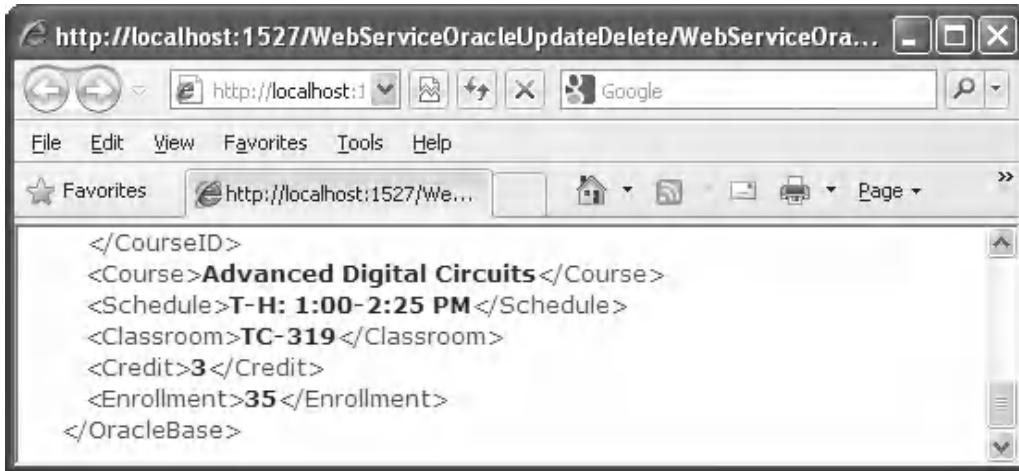 http://localhost:1527/WebServiceOracleUpdateDelete/WebServiceOra...
http://localhost:1 Google
File Edit View Favorites Tools Help
Favorites http://localhost:1527/We... Page »
</CourseID>
<Course>Advanced Digital Circuits</Course>
<Schedule>T-H: 1:00-2:25 PM</Schedule>
<Classroom>TC-319</Classroom>
<Credit>3</Credit>
<Enrollment>35</Enrollment>
</OracleBase>